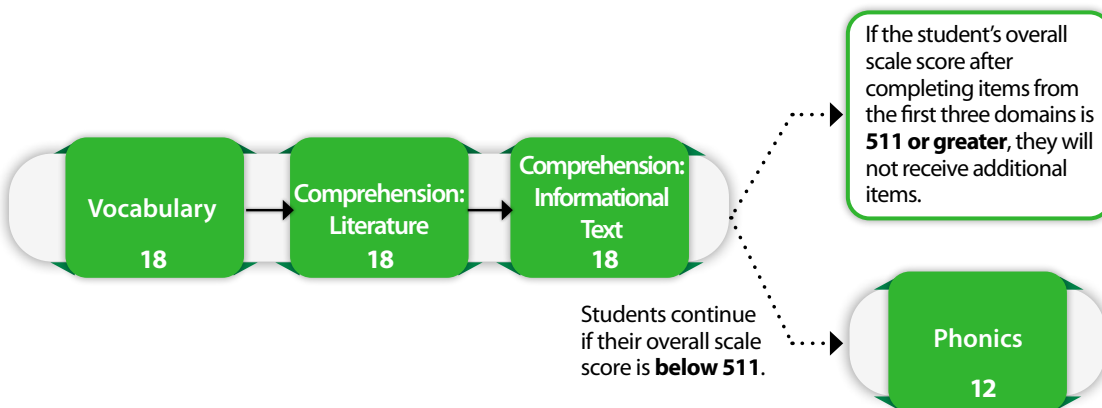 Vocabulary
18
Comprehension:
Literature
18
Comprehension:
Informational
Text
18
If the student’s overall
scale score after
completing items from
the first three domains is
511 or greater, they will
not receive additional
items.
Students continue
if their overall scale
score is below 511.
Phonics
12